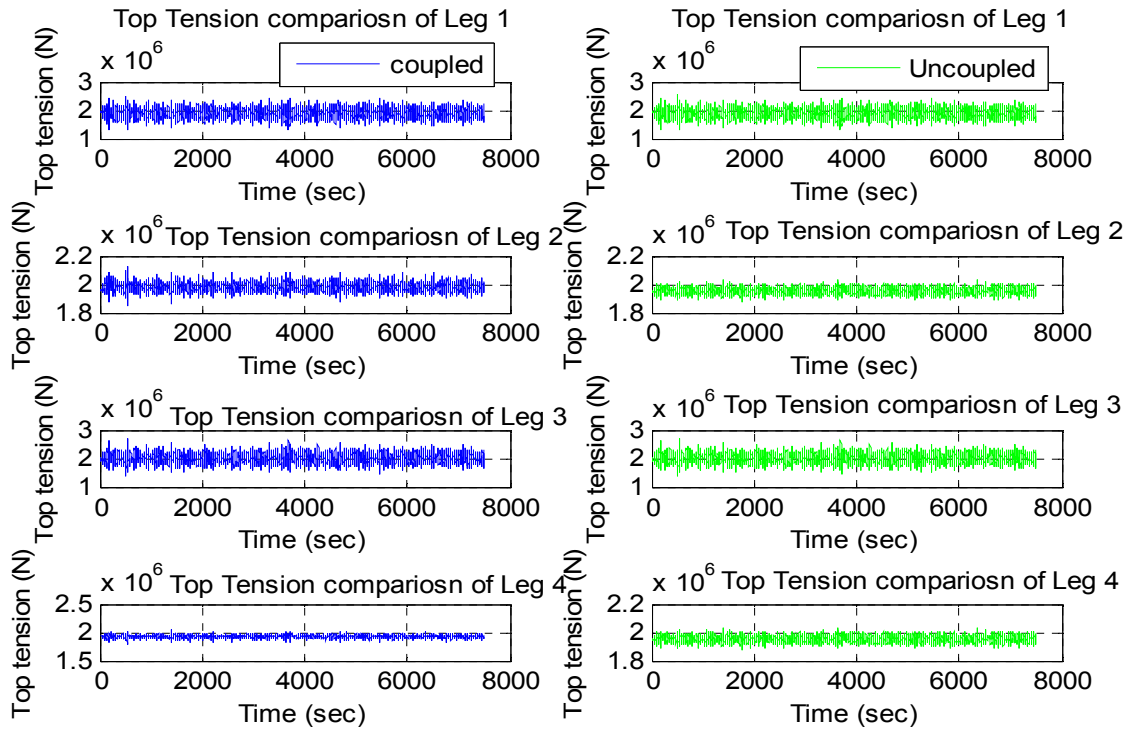 Top Tension compariosn of Leg 1
x 10^6
coupled
Top tension (N)
3
2
1
0 2000 4000 6000 8000
Time (sec)
Top Tension compariosn of Leg 1
x 10^6
Uncoupled
Top tension (N)
3
2
1
0 2000 4000 6000 8000
Time (sec)
x 10^6 Top Tension compariosn of Leg 2
Top tension (N)
2.2
2
1.8
0 2000 4000 6000 8000
Time (sec)
x 10^6 Top Tension compariosn of Leg 2
Top tension (N)
2.2
2
1.8
0 2000 4000 6000 8000
Time (sec)
x 10^6 Top Tension compariosn of Leg 3
Top tension (N)
3
2
1
0 2000 4000 6000 8000
Time (sec)
x 10^6 Top Tension compariosn of Leg 3
Top tension (N)
3
2
1
0 2000 4000 6000 8000
Time (sec)
x 10^6 Top Tension compariosn of Leg 4
Top tension (N)
2.5
2
1.5
0 2000 4000 6000 8000
Time (sec)
x 10^6 Top Tension compariosn of Leg 4
Top tension (N)
2.2
2
1.8
0 2000 4000 6000 8000
Time (sec)